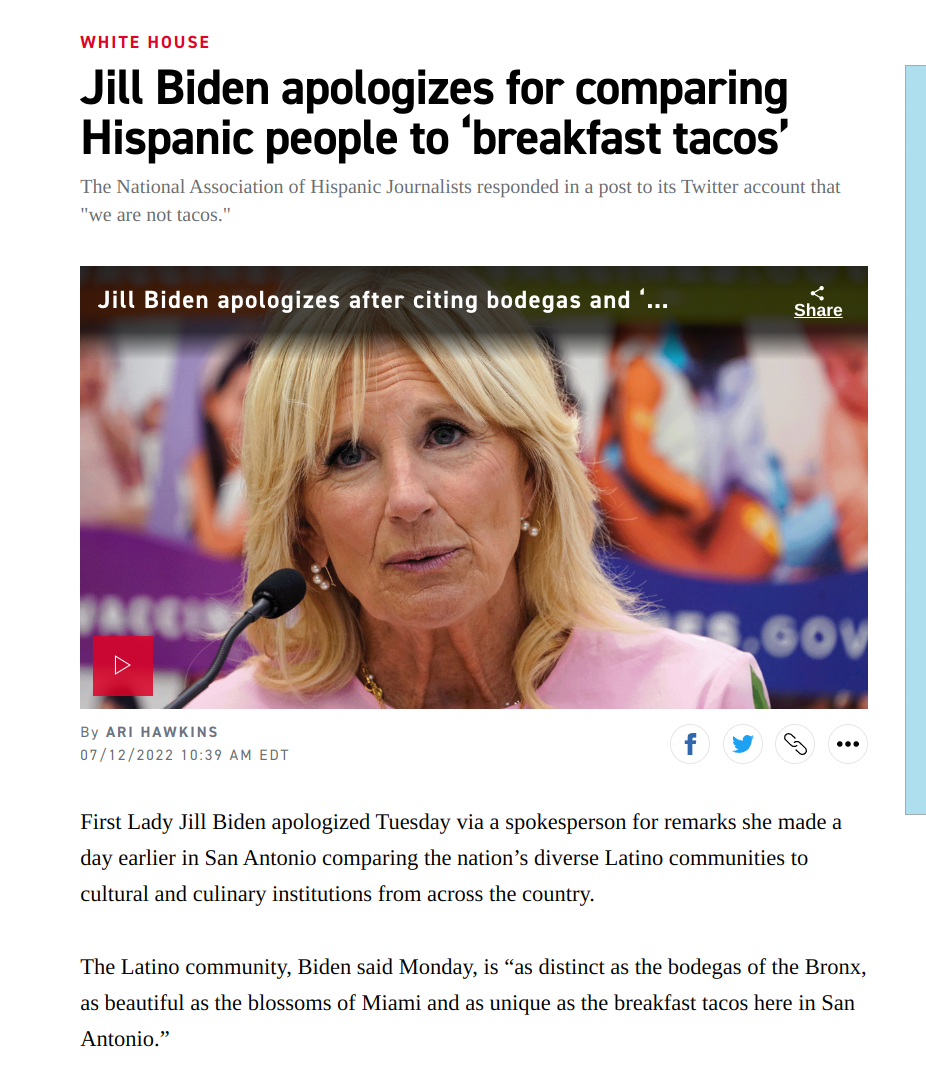 WHITE HOUSE
Jill Biden apologizes for comparing
Hispanic people to ‘breakfast tacos’
The National Association of Hispanic Journalists responded in a post to its Twitter account that
"we are not tacos."
Jill Biden apologizes after citing bodegas and ‘...
Share
VACCI
ES.GOV
By ARI HAWKINS
07/12/2022 10:39 AM EDT
First Lady Jill Biden apologized Tuesday via a spokesperson for remarks she made a
day earlier in San Antonio comparing the nation’s diverse Latino communities to
cultural and culinary institutions from across the country.
The Latino community, Biden said Monday, is “as distinct as the bodegas of the Bronx,
as beautiful as the blossoms of Miami and as unique as the breakfast tacos here in San
Antonio.”